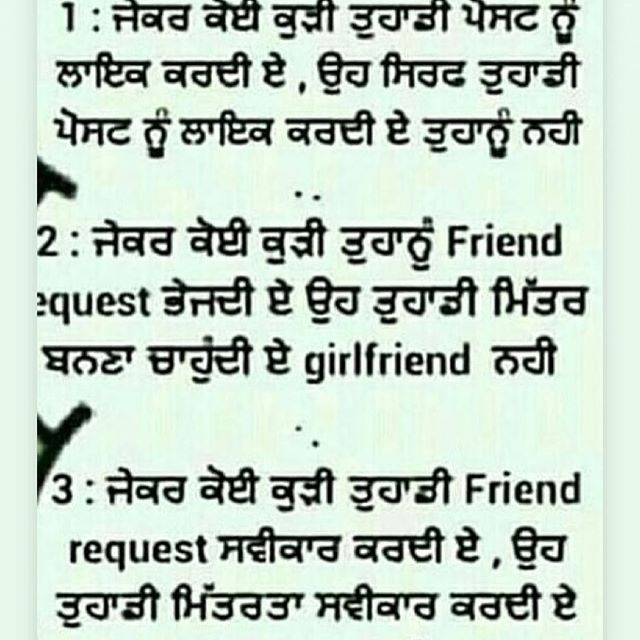 1 : ਜੇਕਰ ਕੋਈ ਕੁੜੀ ਤੁਹਾਡੀ ਪੋਸਟ ਨੂੰ
ਲਾਇਕ ਕਰਦੀ ਏ , ਉਹ ਸਿਰਫ ਤੁਹਾਡੀ
ਪੋਸਟ ਨੂੰ ਲਾਇਕ ਕਰਦੀ ਏ ਤੁਹਾਨੂੰ ਨਹੀ
..
2 : ਜੇਕਰ ਕੋਈ ਕੁੜੀ ਤੁਹਾਨੂੰ Friend
equest ਭੇਜਦੀ ਏ ਉਹ ਤੁਹਾਡੀ ਮਿੱਤਰ
ਬਨਣਾ ਚਾਹੁੰਦੀ ਏ girlfriend ਨਹੀ
..
3 : ਜੇਕਰ ਕੋਈ ਕੁੜੀ ਤੁਹਾਡੀ Friend
request ਸਵੀਕਾਰ ਕਰਦੀ ਏ , ਉਹ
ਤੁਹਾਡੀ ਮਿੱਤਰਤਾ ਸਵੀਕਾਰ ਕਰਦੀ ਏ